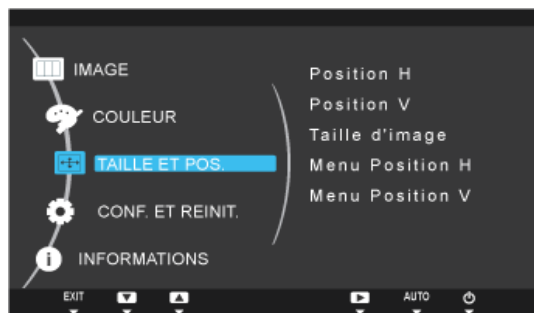 IMAGE
COULEUR
TAILLE ET POS.
CONF. ET REINIT.
INFORMATIONS
Position H
Position V
Taille d'image
Menu Position H
Menu Position V
EXIT
AUTO